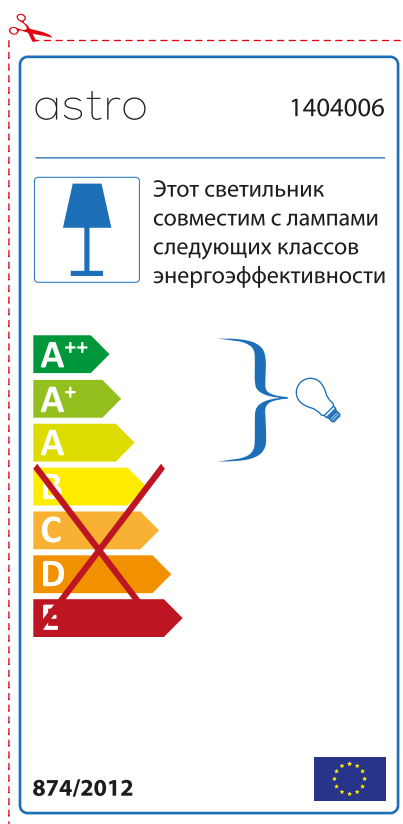 astro
1404006
Этот светильник
совместим с лампами
следующих классов
энергоэффективности
A++
A+
A
B
C
D
E
874/2012